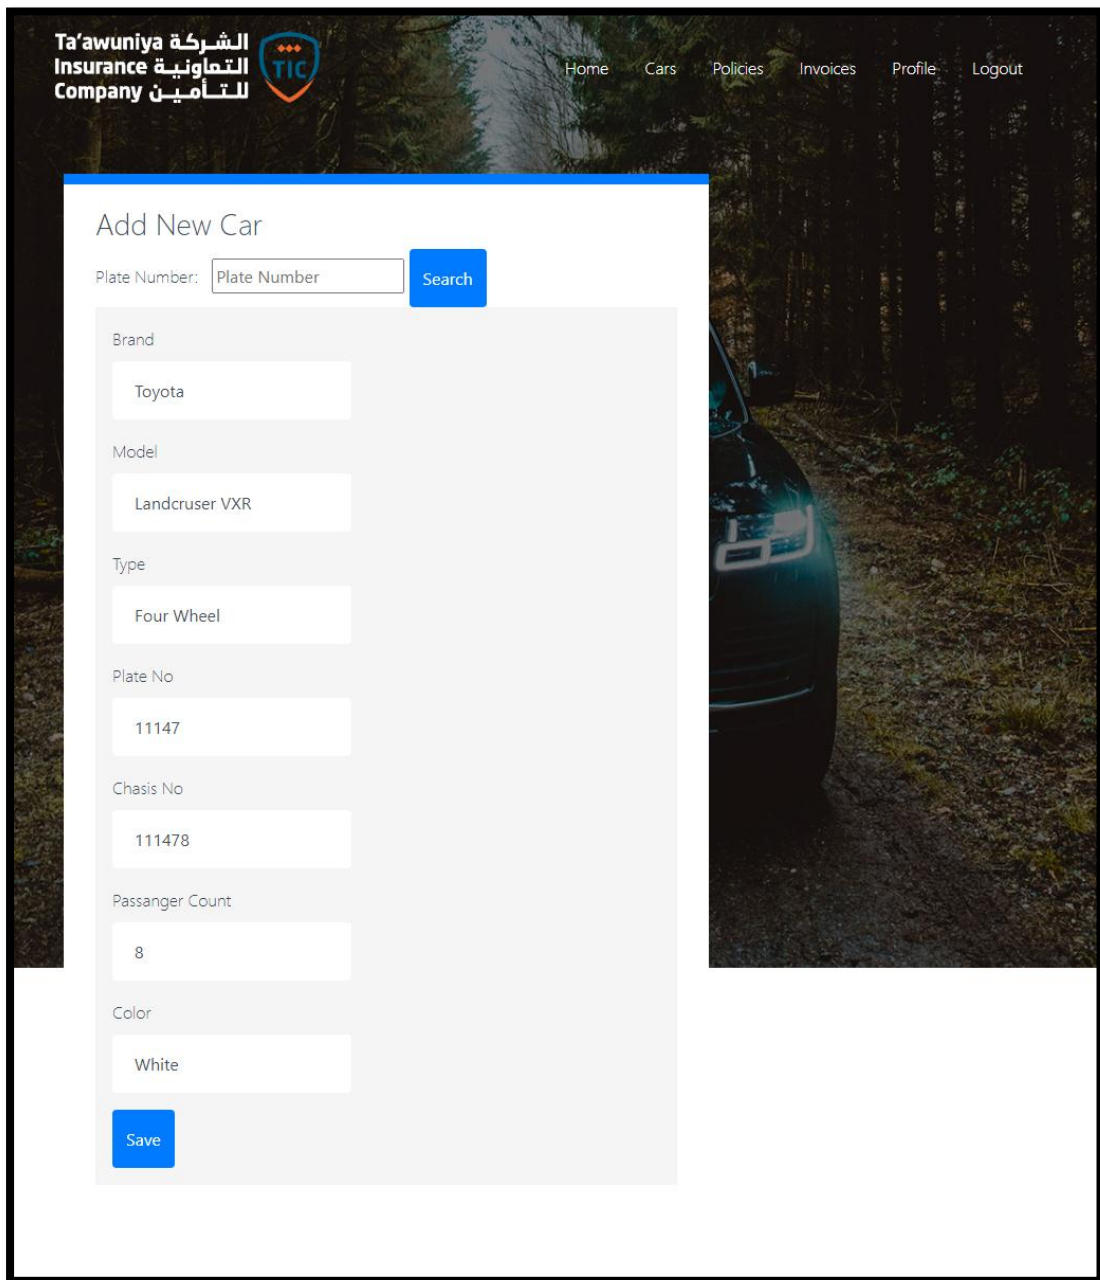 Ta'awuniya الشركة
Insurance التعاونية
Company للتأمين
TIC
Home Cars Policies Invoices Profile Logout
Add New Car
Plate Number: Plate Number Search
Brand
Toyota
Model
Landcruser VXR
Type
Four Wheel
Plate No
11147
Chasis No
111478
Passanger Count
8
Color
White
Save